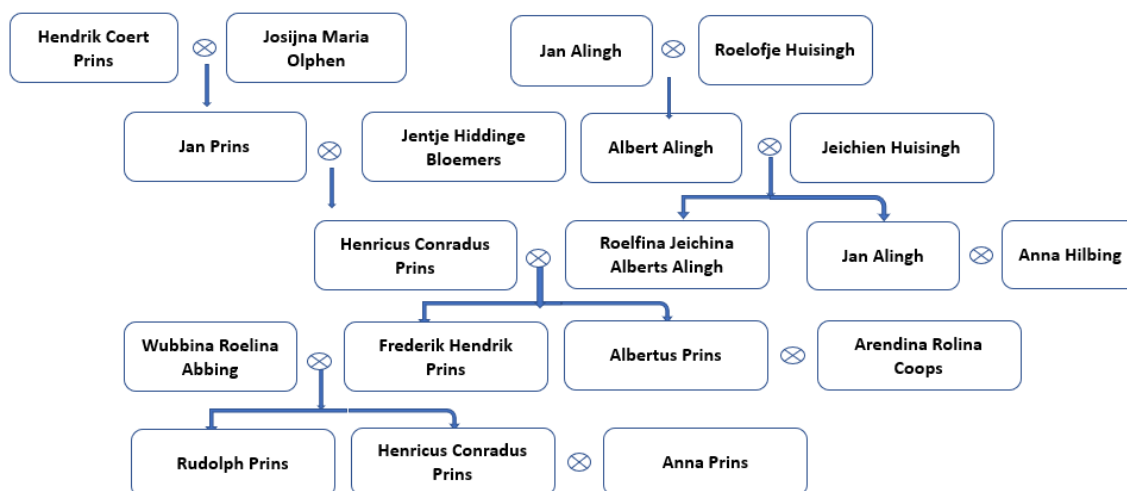 Hendrik Coert
Prins
Josijna Maria
Olphen
Jan Alingh
Roelofje Huisingh
Jan Prins
Jentje Hiddinge
Bloemers
Albert Alingh
Jeichien Huisingh
Henricus Conradus
Prins
Roelfina Jeichina
Alberts Alingh
Jan Alingh
Anna Hilbing
Wubbina Roelina
Abbing
Frederik Hendrik
Prins
Albertus Prins
Arendina Rolina
Coops
Rudolph Prins
Henricus Conradus
Prins
Anna Prins